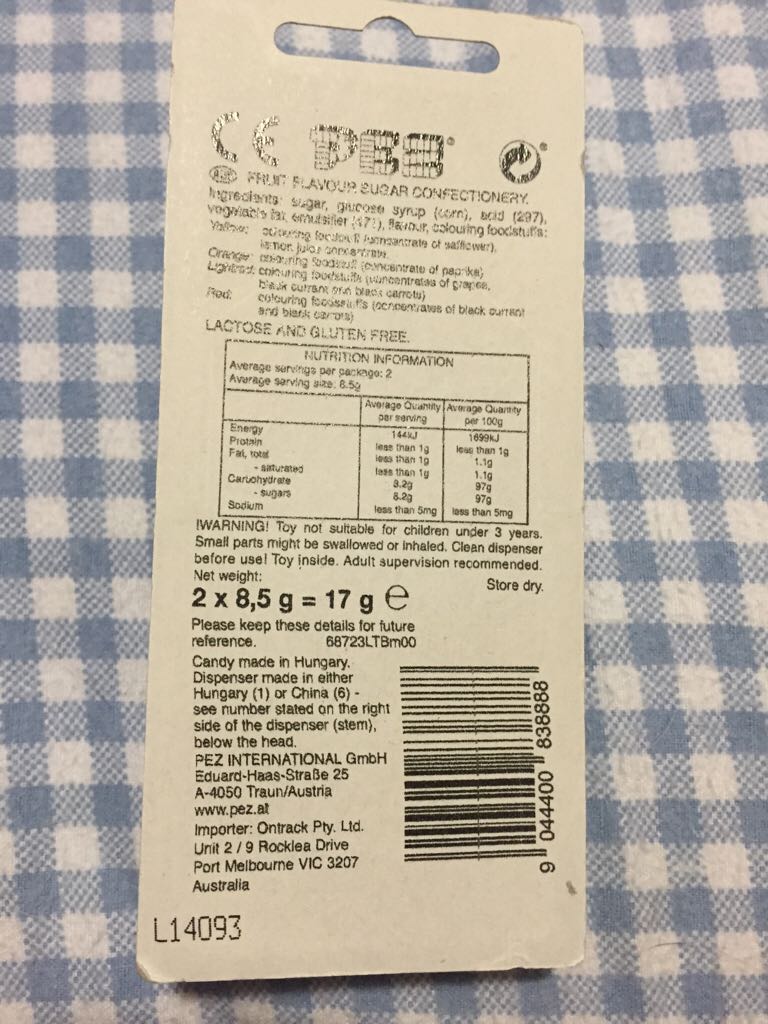 CE PEZ
FRUIT FLAVOUR SUGAR CONFECTIONERY.
Ingredients: sugar, glucose syrup (corn), acid (297),
vegetable fat, emulsifier (471), flavour, colouring foodstuffs:
Yellow: colouring foodstuff (concentrate of safflower),
lemon juice concentrate.
Orange: colouring foodstuff (concentrate of paprika)
Lightred: colouring foodstuffs (concentrates of grapes,
black currant and black carrots)
Red: colouring foodstuffs (concentrates of black currant
and black carrots)
LACTOSE AND GLUTEN FREE.
NUTRITION INFORMATION
Average servings per package: 2
Average serving size: 8.5g
Average Quantity per serving Average Quantity per 100g
Energy 144kJ 1699kJ
Protein less than 1g less than 1g
Fat, total less than 1g 1.1g
- saturated less than 1g 1.1g
Carbohydrate 8.2g 97g
- sugars 8.2g 97g
Sodium less than 5mg less than 5mg
!WARNING! Toy not suitable for children under 3 years.
Small parts might be swallowed or inhaled. Clean dispenser
before use! Toy inside. Adult supervision recommended.
Net weight: Store dry.
2 x 8,5 g = 17 g e
Please keep these details for future
reference. 68723LTBm00
Candy made in Hungary.
Dispenser made in either
Hungary (1) or China (6) -
see number stated on the right
side of the dispenser (stem),
below the head.
PEZ INTERNATIONAL GmbH
Eduard-Haas-Straße 25
A-4050 Traun/Austria
www.pez.at
Importer: Ontrack Pty. Ltd.
Unit 2 / 9 Rocklea Drive
Port Melbourne VIC 3207
Australia
9 044400 838888
L14093